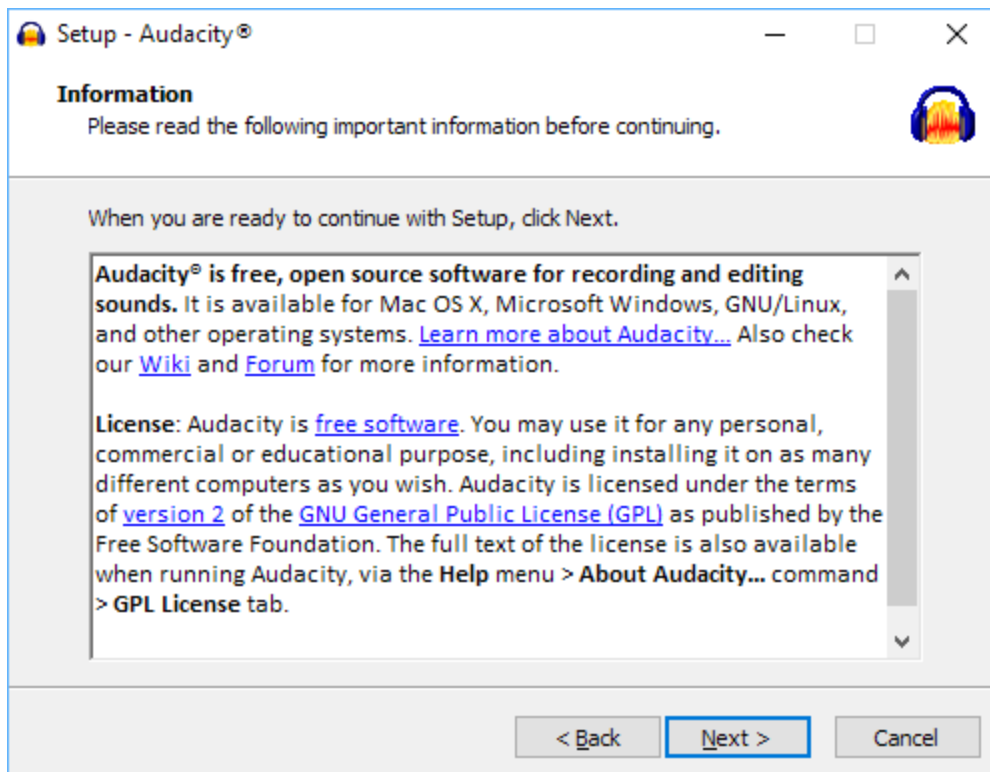 Setup - Audacity®
Information
Please read the following important information before continuing.
When you are ready to continue with Setup, click Next.
Audacity® is free, open source software for recording and editing
sounds. It is available for Mac OS X, Microsoft Windows, GNU/Linux,
and other operating systems. Learn more about Audacity... Also check
our Wiki and Forum for more information.
License: Audacity is free software. You may use it for any personal,
commercial or educational purpose, including installing it on as many
different computers as you wish. Audacity is licensed under the terms
of version 2 of the GNU General Public License (GPL) as published by the
Free Software Foundation. The full text of the license is also available
when running Audacity, via the Help menu > About Audacity... command
> GPL License tab.
< Back Next > Cancel